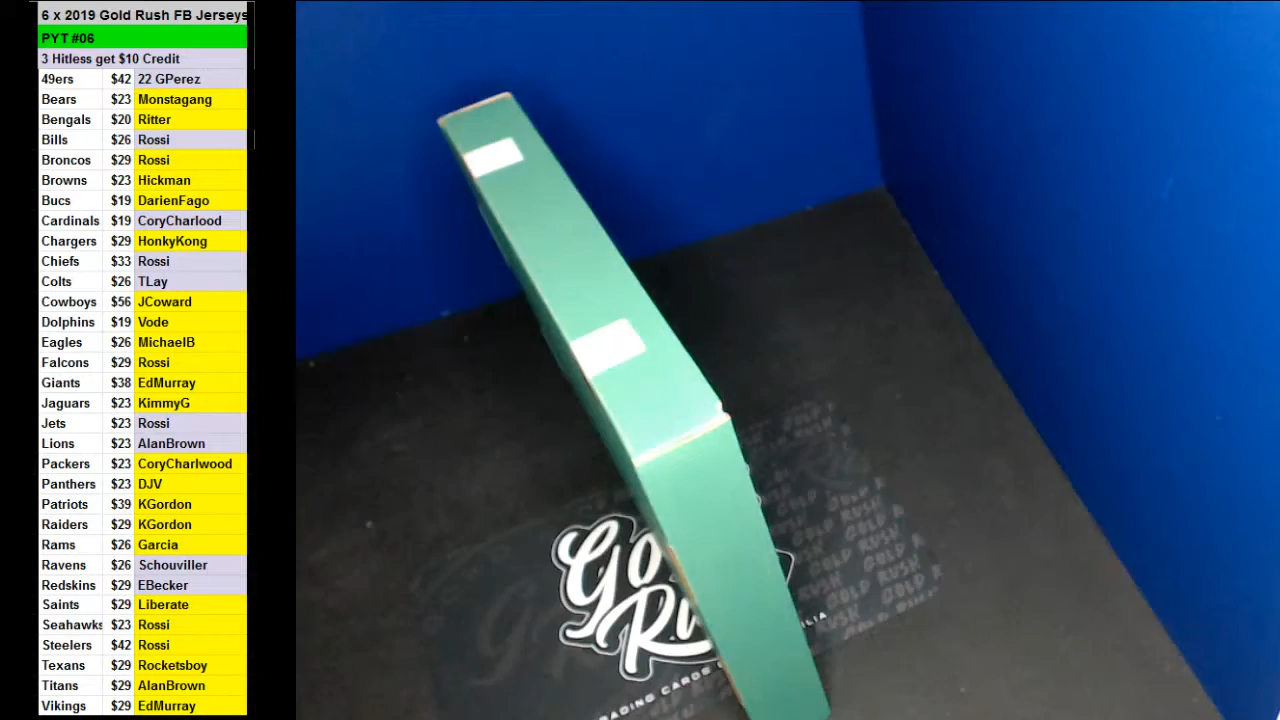 6 x 2019 Gold Rush FB Jerseys
PYT #06
3 Hitless get $10 Credit
49ers $42 22 GPerez
Bears $23 Monstagang
Bengals $20 Ritter
Bills $26 Rossi
Broncos $29 Rossi
Browns $23 Hickman
Bucs $19 DarienFago
Cardinals $19 CoryCharlood
Chargers $29 HonkyKong
Chiefs $33 Rossi
Colts $26 TLay
Cowboys $56 JCoward
Dolphins $19 Vode
Eagles $26 MichaelB
Falcons $29 Rossi
Giants $38 EdMurray
Jaguars $23 KimmyG
Jets $23 Rossi
Lions $23 AlanBrown
Packers $23 CoryCharlwood
Panthers $23 DJV
Patriots $39 KGordon
Raiders $29 KGordon
Rams $26 Garcia
Ravens $26 Schouviller
Redskins $29 EBecker
Saints $29 Liberate
Seahawks $23 Rossi
Steelers $42 Rossi
Texans $29 Rocketsboy
Titans $29 AlanBrown
Vikings $29 EdMurray
Go
Ru
TRADING CARDS
GOLD RUSH